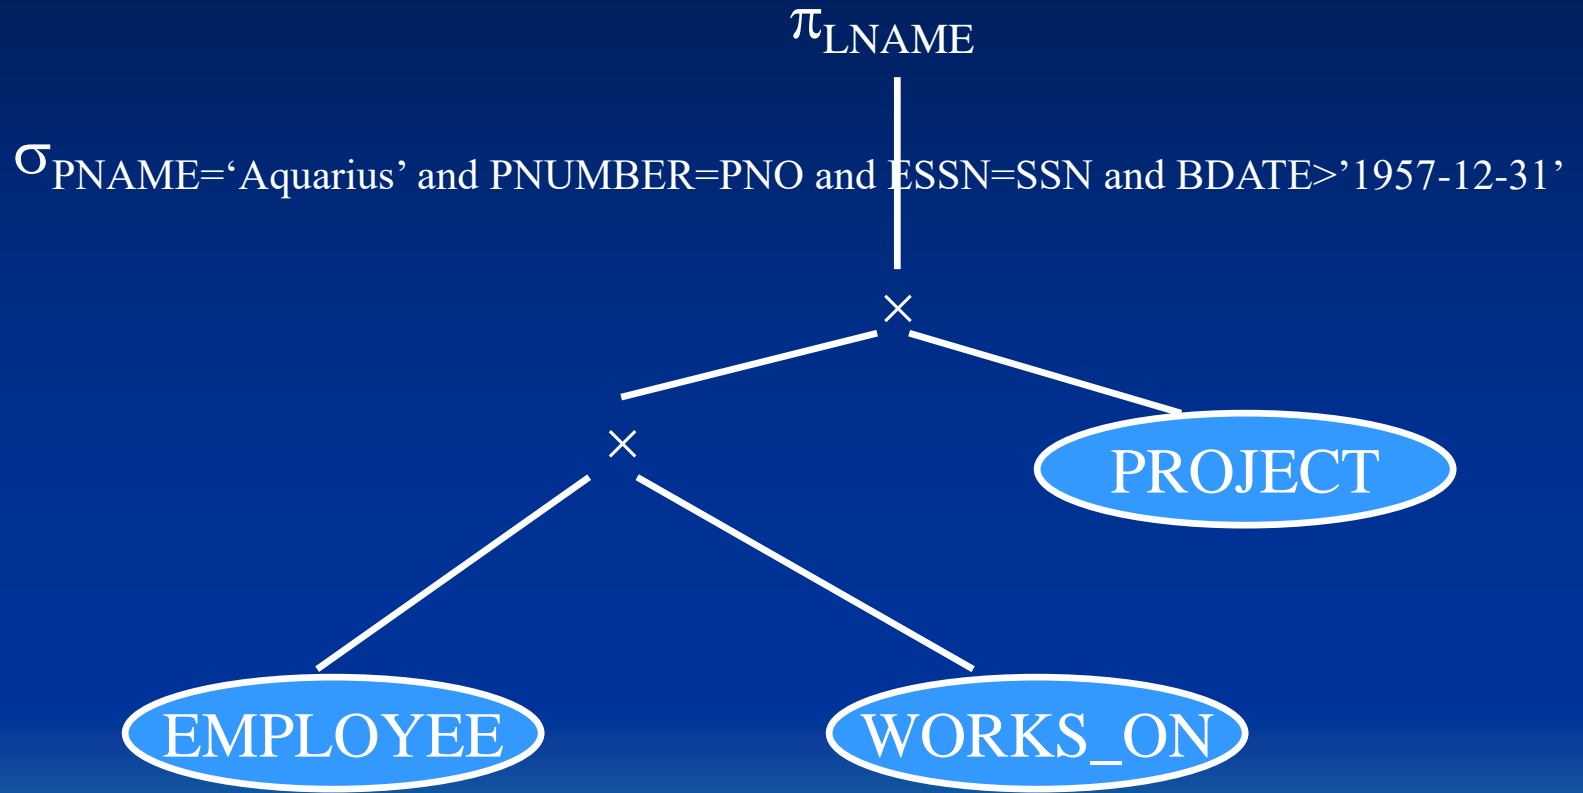 πLNAME
σPNAME=‘Aquarius’ and PNUMBER=PNO and ESSN=SSN and BDATE>’1957-12-31’
×
×
PROJECT
EMPLOYEE
WORKS_ON